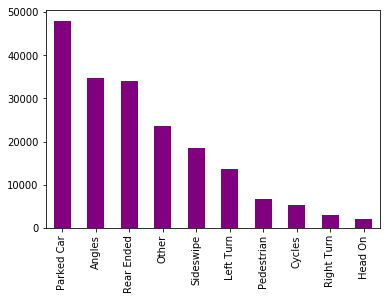 50000
40000
30000
20000
10000
0
Parked Car
Angles
Rear Ended
Other
Sideswipe
Left Turn
Pedestrian
Cycles
Right Turn
Head On